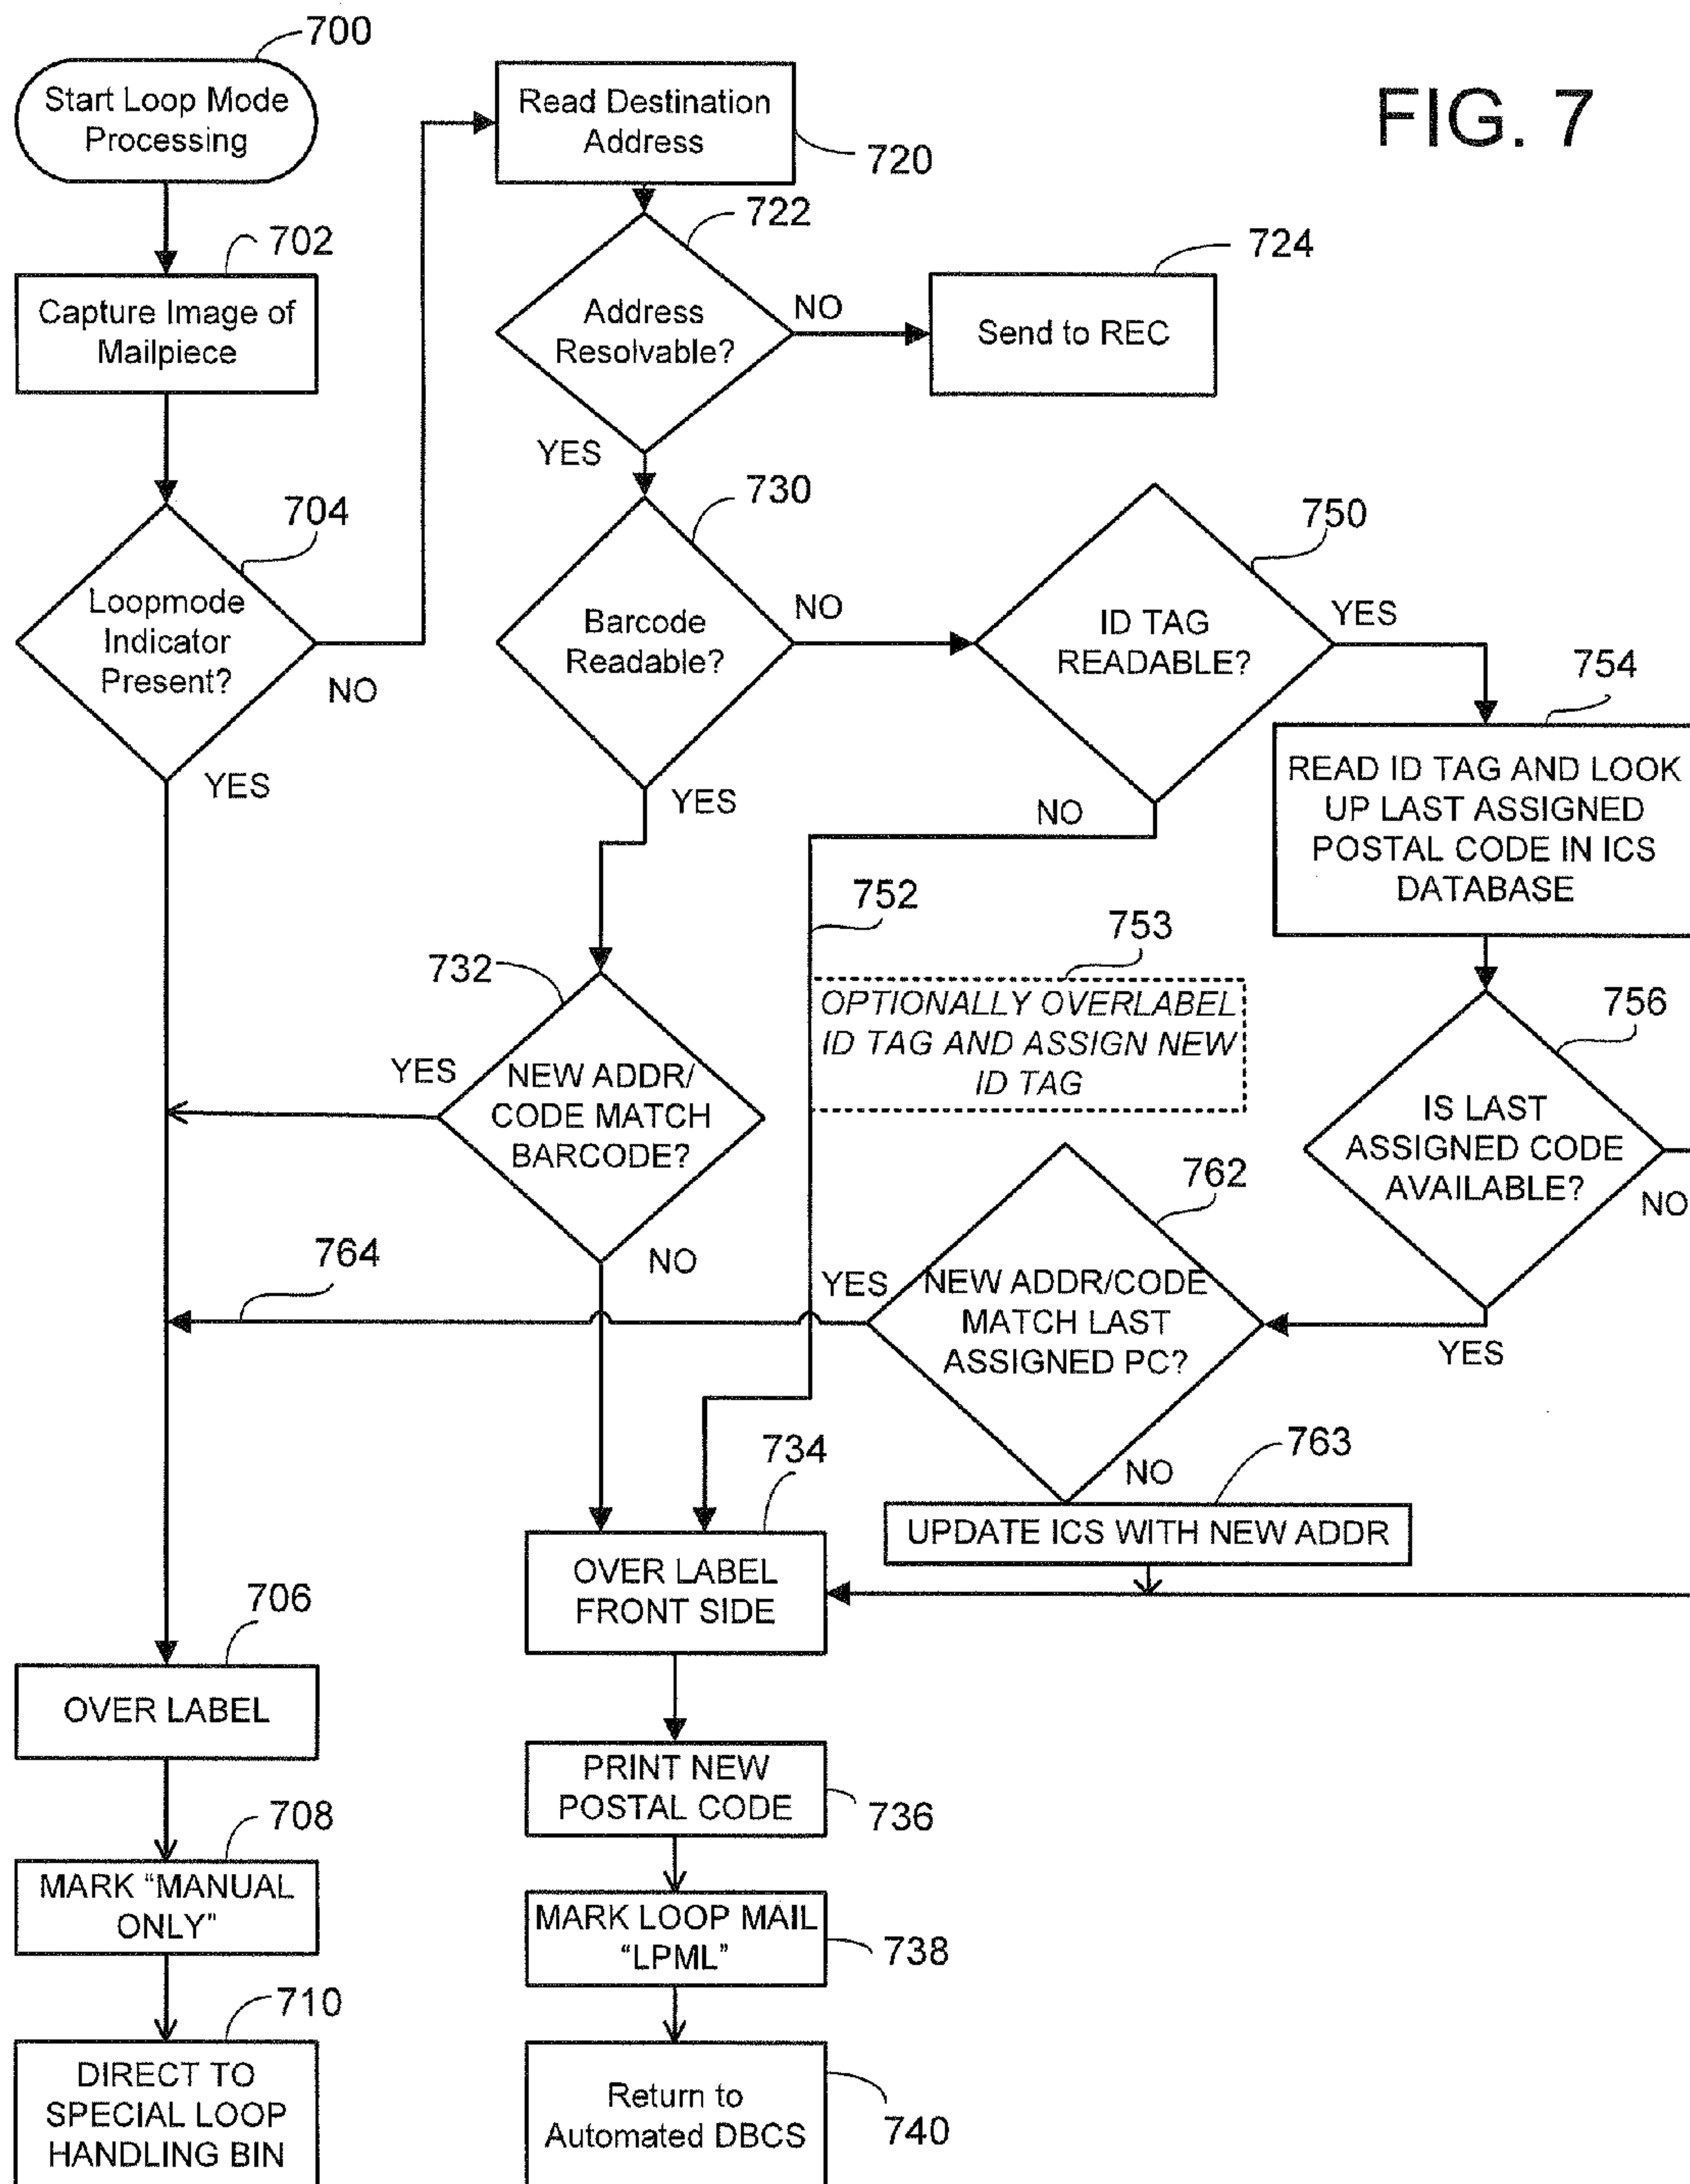 FIG. 7
700
Start Loop Mode
Processing
702
Capture Image of
Mailpiece
704
Loopmode
Indicator
Present?
NO
YES
Read Destination
Address
720
722
Address
Resolvable?
NO
YES
724
Send to REC
730
Barcode
Readable?
NO
YES
750
ID TAG
READABLE?
YES
NO
754
READ ID TAG AND LOOK
UP LAST ASSIGNED
POSTAL CODE IN ICS
DATABASE
752
753
OPTIONALLY OVERLABEL
ID TAG AND ASSIGN NEW
ID TAG
732
YES
NEW ADDR/
CODE MATCH
BARCODE?
NO
756
IS LAST
ASSIGNED CODE
AVAILABLE?
NO
YES
762
YES
NEW ADDR/CODE
MATCH LAST
ASSIGNED PC?
NO
764
763
UPDATE ICS WITH NEW ADDR
734
OVER LABEL
FRONT SIDE
706
OVER LABEL
PRINT NEW
POSTAL CODE
736
708
MARK “MANUAL
ONLY”
MARK LOOP MAIL
“LPML”
738
710
DIRECT TO
SPECIAL LOOP
HANDLING BIN
Return to
Automated DBCS
740